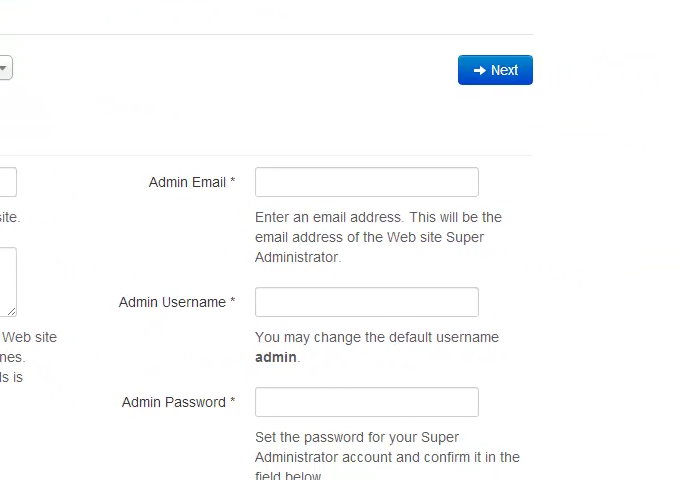 Next
Admin Email *
Enter an email address. This will be the
email address of the Web site Super
Administrator.
site.
Admin Username *
You may change the default username
admin.
Web site
nes.
ls is
Admin Password *
Set the password for your Super
Administrator account and confirm it in the
field below.